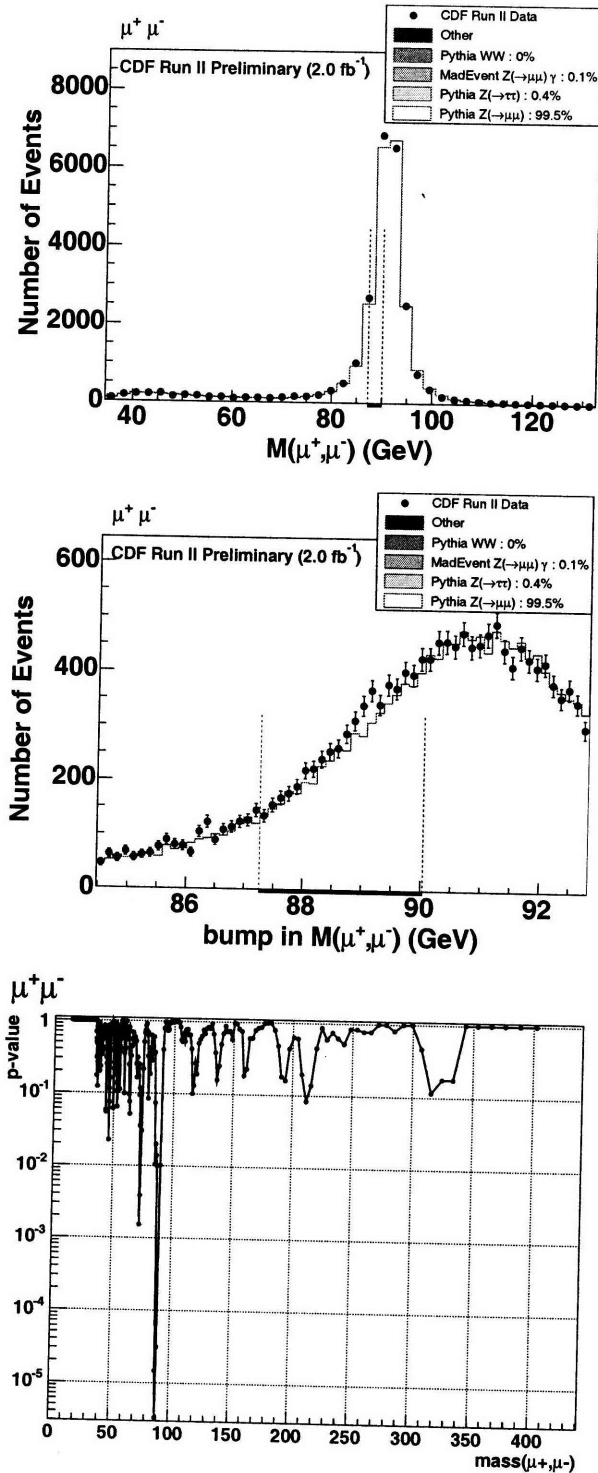 μ⁺ μ⁻
CDF Run II Preliminary (2.0 fb⁻¹)
CDF Run II Data
Other
Pythia WW : 0%
MadEvent Z(→μμ) γ : 0.1%
Pythia Z(→ττ) : 0.4%
Pythia Z(→μμ) : 99.5%
Number of Events
8000
6000
4000
2000
0
40 60 80 100 120
M(μ⁺,μ⁻) (GeV)
μ⁺ μ⁻
CDF Run II Preliminary (2.0 fb⁻¹)
CDF Run II Data
Other
Pythia WW : 0%
MadEvent Z(→μμ) γ : 0.1%
Pythia Z(→ττ) : 0.4%
Pythia Z(→μμ) : 99.5%
Number of Events
600
400
200
0
86 88 90 92
bump in M(μ⁺,μ⁻) (GeV)
μ⁺μ⁻
p-value
1
10⁻¹
10⁻²
10⁻³
10⁻⁴
10⁻⁵
0 50 100 150 200 250 300 350 400
mass(μ+,μ-)